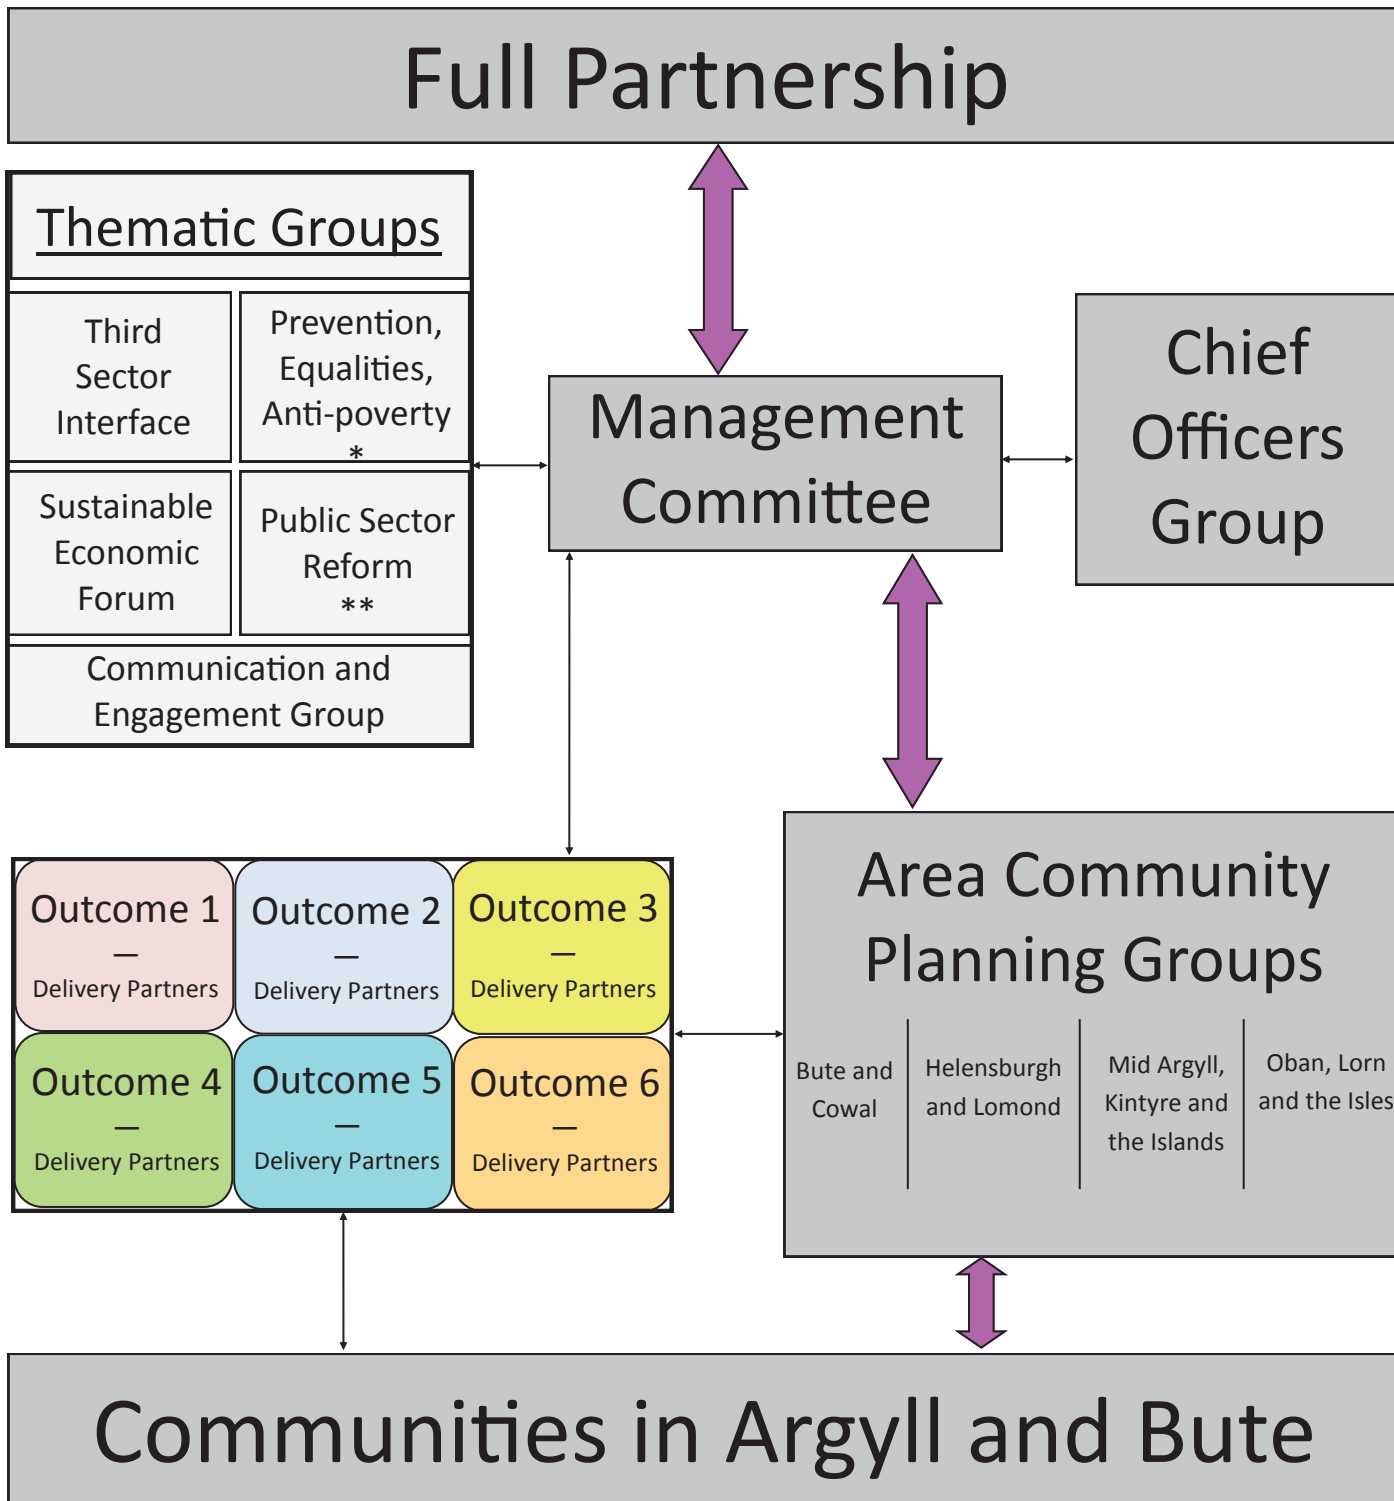 Full Partnership
Thematic Groups
Third
Sector
Interface
Prevention,
Equalities,
Anti-poverty
*
Sustainable
Economic
Forum
Public Sector
Reform
**
Communication and
Engagement Group
Management
Committee
Chief
Officers
Group
Outcome 1
—
Delivery Partners
Outcome 2
—
Delivery Partners
Outcome 3
—
Delivery Partners
Outcome 4
—
Delivery Partners
Outcome 5
—
Delivery Partners
Outcome 6
—
Delivery Partners
Area Community
Planning Groups
Bute and
Cowal
Helensburgh
and Lomond
Mid Argyll,
Kintyre and
the Islands
Oban, Lorn
and the Isles
Communities in Argyll and Bute